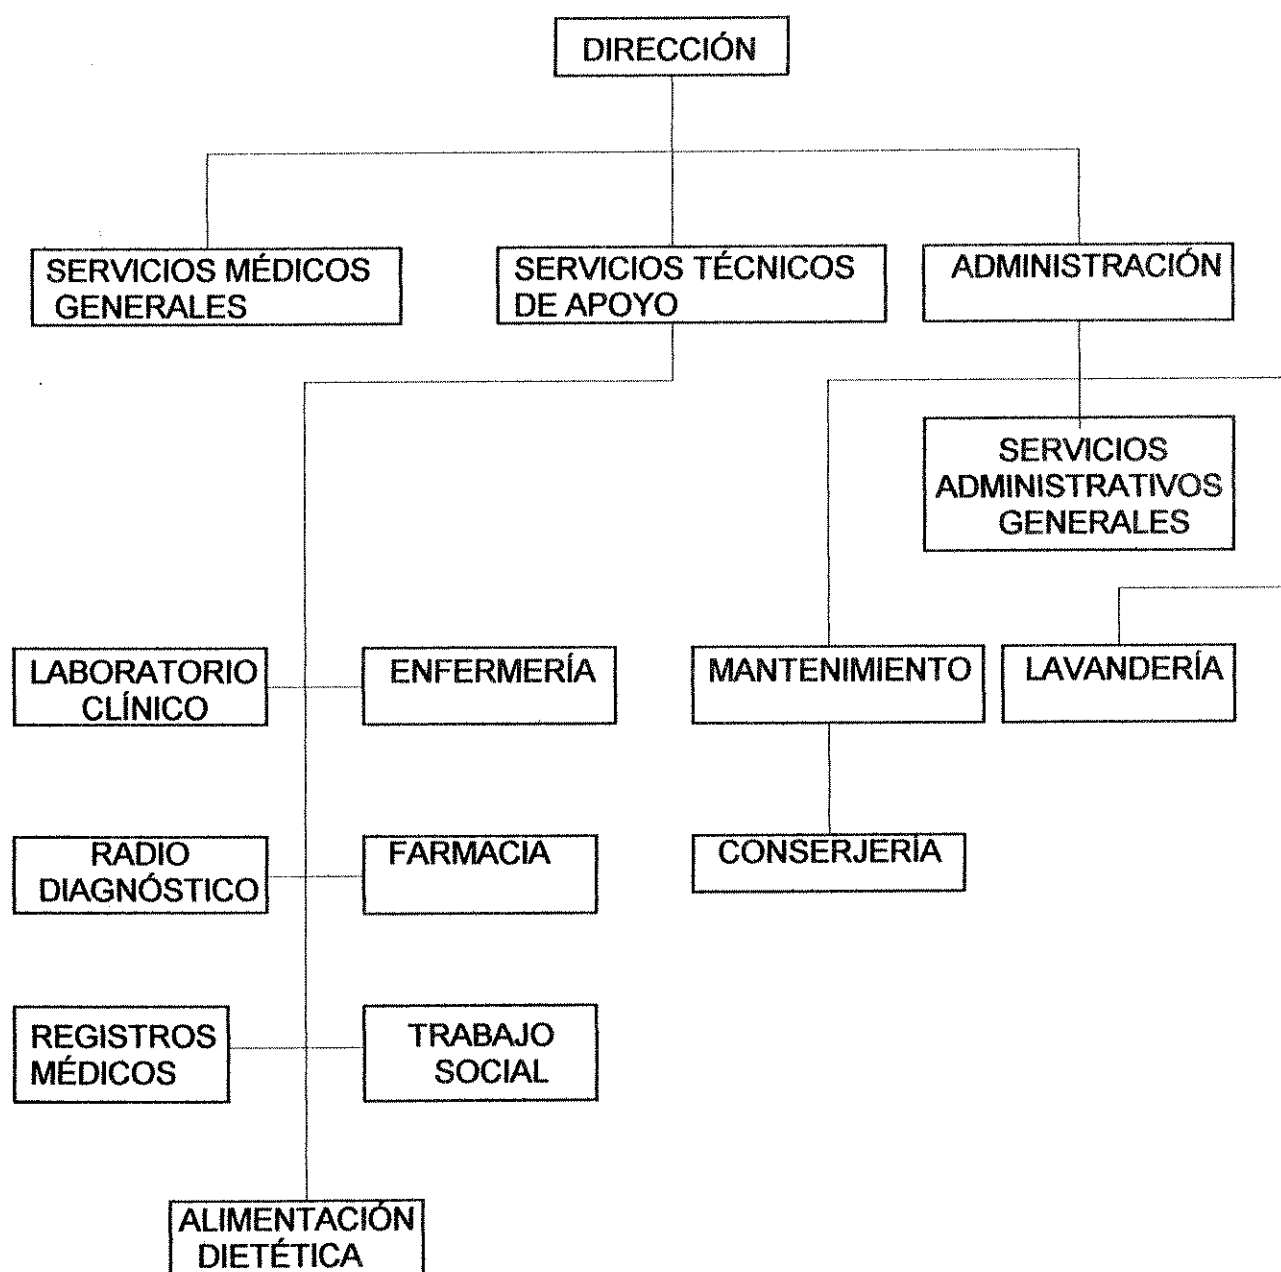 DIRECCIÓN
SERVICIOS MÉDICOS
GENERALES
SERVICIOS TÉCNICOS
DE APOYO
ADMINISTRACIÓN
SERVICIOS
ADMINISTRATIVOS
GENERALES
LABORATORIO
CLÍNICO
ENFERMERÍA
MANTENIMIENTO
LAVANDERÍA
RADIO
DIAGNÓSTICO
FARMACIA
CONSERJERÍA
REGISTROS
MÉDICOS
TRABAJO
SOCIAL
ALIMENTACIÓN
DIETÉTICA